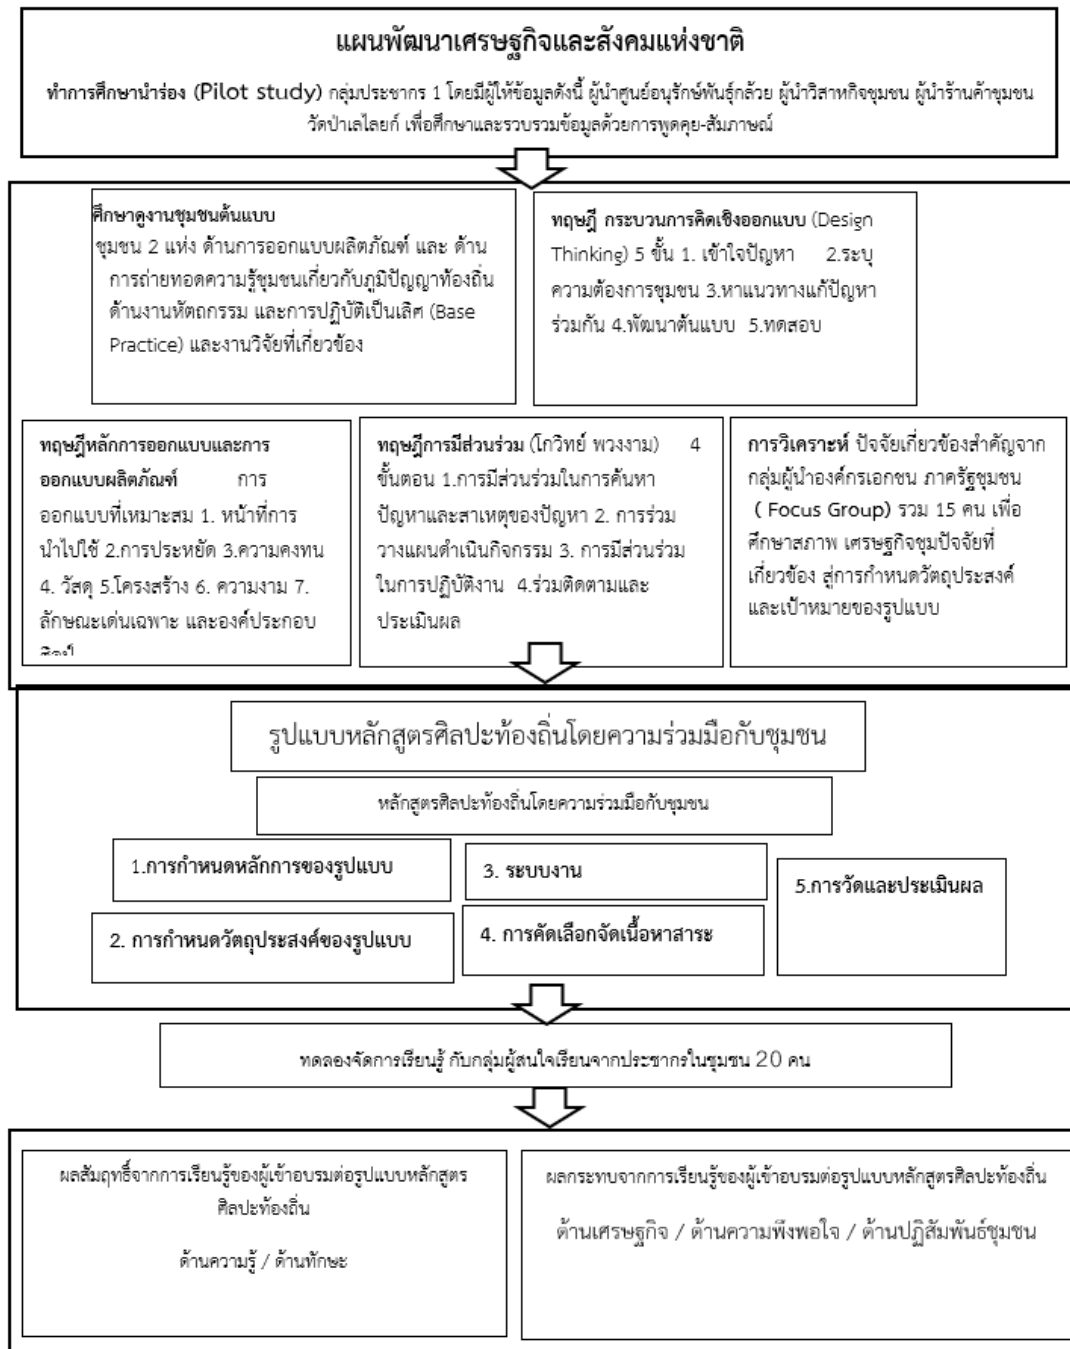 แผนพัฒนาเศรษฐกิจและสังคมแห่งชาติ
ทำการศึกษานำร่อง (Pilot study) กลุ่มประชากร 1 โดยมีผู้ให้ข้อมูลดังนี้ ผู้นำศูนย์อนุรักษ์พันธุ์กล้วย ผู้นำวิสาหกิจชุมชน ผู้นำร้านค้าชุมชน
วัดป่าเลไลยก์ เพื่อศึกษาและรวบรวมข้อมูลด้วยการพูดคุย-สัมภาษณ์
ศึกษาดูงานชุมชนต้นแบบ
ชุมชน 2 แห่ง ด้านการออกแบบผลิตภัณฑ์ และ ด้าน
การถ่ายทอดความรู้ชุมชนเกี่ยวกับภูมิปัญญาท้องถิ่น
ด้านงานหัตถกรรม และการปฏิบัติเป็นเลิศ (Base
Practice) และงานวิจัยที่เกี่ยวข้อง
ทฤษฎี กระบวนการคิดเชิงออกแบบ (Design
Thinking) 5 ขั้น 1. เข้าใจปัญหา 2.ระบุ
ความต้องการชุมชน 3.หาแนวทางแก้ปัญหา
ร่วมกัน 4.พัฒนาต้นแบบ 5.ทดสอบ
ทฤษฎีหลักการออกแบบและการ
ออกแบบผลิตภัณฑ์ การ
ออกแบบที่เหมาะสม 1. หน้าที่การ
นำไปใช้ 2.การประหยัด 3.ความคงทน
4. วัสดุ 5.โครงสร้าง 6. ความงาม 7.
ลักษณะเด่นเฉพาะ และองค์ประกอบ
ทฤษฎีการมีส่วนร่วม (โกวิทย์ พวงงาม) 4
ขั้นตอน 1.การมีส่วนร่วมในการค้นหา
ปัญหาและสาเหตุของปัญหา 2. การร่วม
วางแผนดำเนินกิจกรรม 3. การมีส่วนร่วม
ในการปฏิบัติงาน 4.ร่วมติดตามและ
ประเมินผล
การวิเคราะห์ ปัจจัยเกี่ยวข้องสำคัญจาก
กลุ่มผู้นำองค์กรเอกชน ภาครัฐชุมชน
( Focus Group) รวม 15 คน เพื่อ
ศึกษาสภาพ เศรษฐกิจชุมปัจจัยที่
เกี่ยวข้อง สู่การกำหนดวัตถุประสงค์
และเป้าหมายของรูปแบบ
รูปแบบหลักสูตรศิลปะท้องถิ่นโดยความร่วมมือกับชุมชน
หลักสูตรศิลปะท้องถิ่นโดยความร่วมมือกับชุมชน
1.การกำหนดหลักการของรูปแบบ
3. ระบบงาน
5.การวัดและประเมินผล
2. การกำหนดวัตถุประสงค์ของรูปแบบ
4. การคัดเลือกจัดเนื้อหาสาระ
ทดลองจัดการเรียนรู้ กับกลุ่มผู้สนใจเรียนจากประชากรในชุมชน 20 คน
ผลสัมฤทธิ์จากการเรียนรู้ของผู้เข้าอบรมต่อรูปแบบหลักสูตร
ศิลปะท้องถิ่น
ด้านความรู้ / ด้านทักษะ
ผลกระทบจากการเรียนรู้ของผู้เข้าอบรมต่อรูปแบบหลักสูตรศิลปะท้องถิ่น
ด้านเศรษฐกิจ / ด้านความพึงพอใจ / ด้านปฏิสัมพันธ์ชุมชน